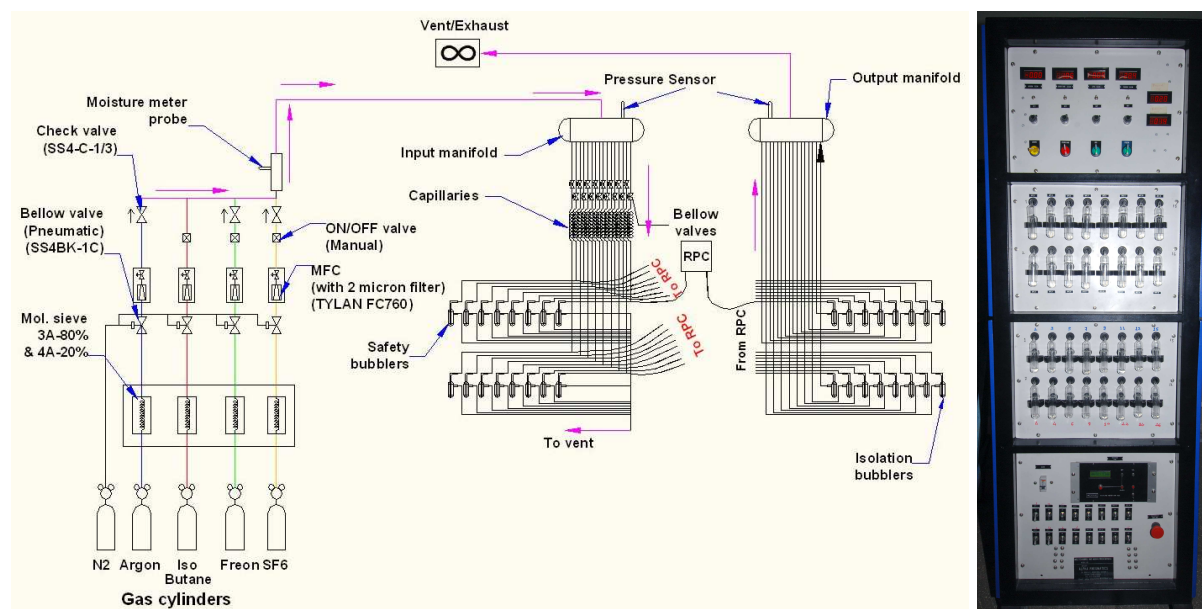 Vent/Exhaust
Pressure Sensor
Output manifold
Moisture meter
probe
Check valve
(SS4-C-1/3)
Input manifold
Capillaries
Bellow
valves
Bellow valve
(Pneumatic)
(SS4BK-1C)
ON/OFF valve
(Manual)
RPC
MFC
(with 2 micron filter)
(TYLAN FC760)
To RPC
Mol. sieve
3A-80%
& 4A-20%
Safety
bubblers
To RPC
From RPC
To vent
Isolation
bubblers
N2 Argon Iso Freon SF6
Butane
Gas cylinders